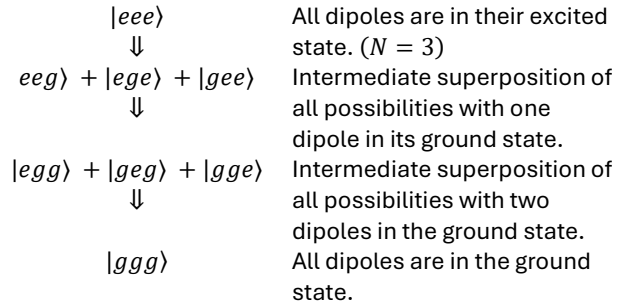 |eee⟩ All dipoles are in their excited
⇓ state. (N = 3)
eeg⟩ + |ege⟩ + |gee⟩ Intermediate superposition of
⇓ all possibilities with one
dipole in its ground state.
|egg⟩ + |geg⟩ + |gge⟩ Intermediate superposition of
⇓ all possibilities with two
dipoles in the ground state.
|ggg⟩ All dipoles are in the ground
state.